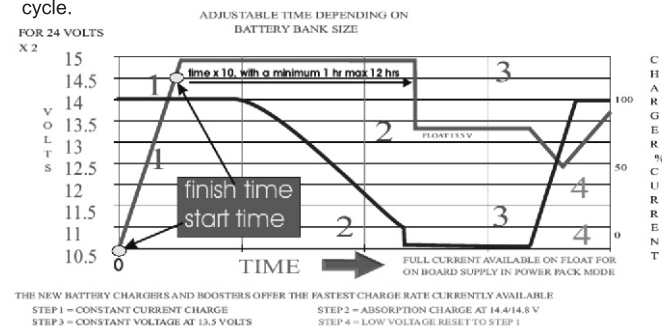 cycle.
ADJUSTABLE TIME DEPENDING ON
BATTERY BANK SIZE
FOR 24 VOLTS
X 2
15
14.5
14
13.5
13
12.5
12
11.5
11
10.5
VOLTS
time x 10, with a minimum 1 hr max 12 hrs
1
1
2
2
3
3
4
4
FLOAT 13.5 V
finish time
start time
100
50
0
CHARGER % CURRENT
0
TIME
FULL CURRENT AVAILABLE ON FLOAT FOR
ON BOARD SUPPLY IN POWER PACK MODE
THE NEW BATTERY CHARGERS AND BOOSTERS OFFER THE FASTEST CHARGE RATE CURRENTLY AVAILABLE
STEP 1 = CONSTANT CURRENT CHARGE
STEP 2 = ABSORPTION CHARGE AT 14.4/14.8 V
STEP 3 = CONSTANT VOLTAGE AT 13.5 VOLTS
STEP 4 = LOW VOLTAGE RESET TO STEP 1